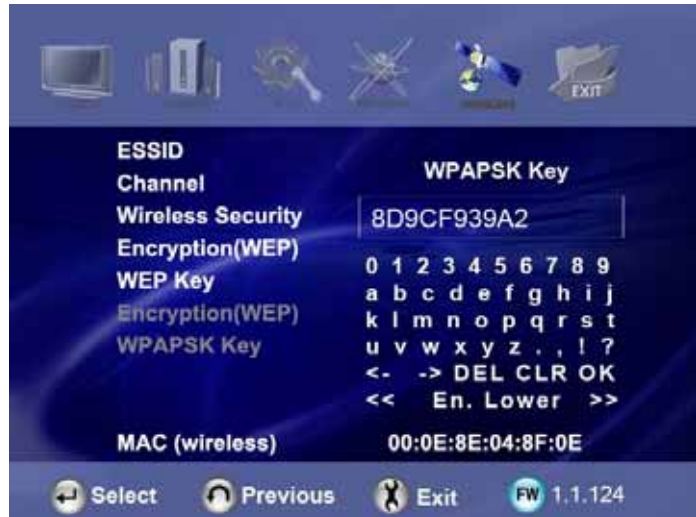 EXIT
ESSID
Channel
Wireless Security
Encryption(WEP)
WEP Key
Encryption(WEP)
WPAPSK Key
WPAPSK Key
8D9CF939A2
0 1 2 3 4 5 6 7 8 9
a b c d e f g h i j
k l m n o p q r s t
u v w x y z . , ! ?
<- -> DEL CLR OK
<< En. Lower >>
MAC (wireless) 00:0E:8E:04:8F:0E
Select Previous Exit FW 1.1.124